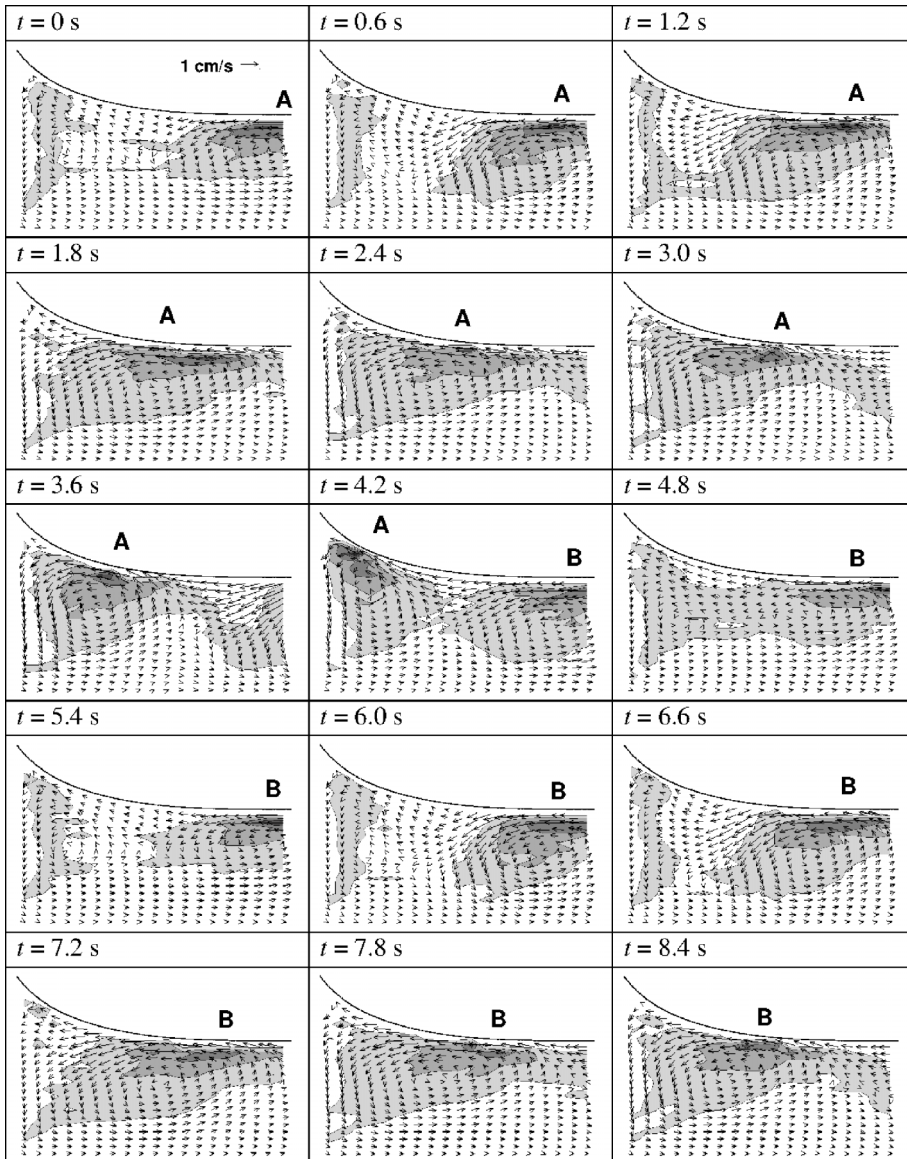 t = 0 s
t = 0.6 s
t = 1.2 s
1 cm/s
A
A
A
t = 1.8 s
t = 2.4 s
t = 3.0 s
A
A
A
t = 3.6 s
t = 4.2 s
t = 4.8 s
A
A
B
B
t = 5.4 s
t = 6.0 s
t = 6.6 s
B
B
B
t = 7.2 s
t = 7.8 s
t = 8.4 s
B
B
B